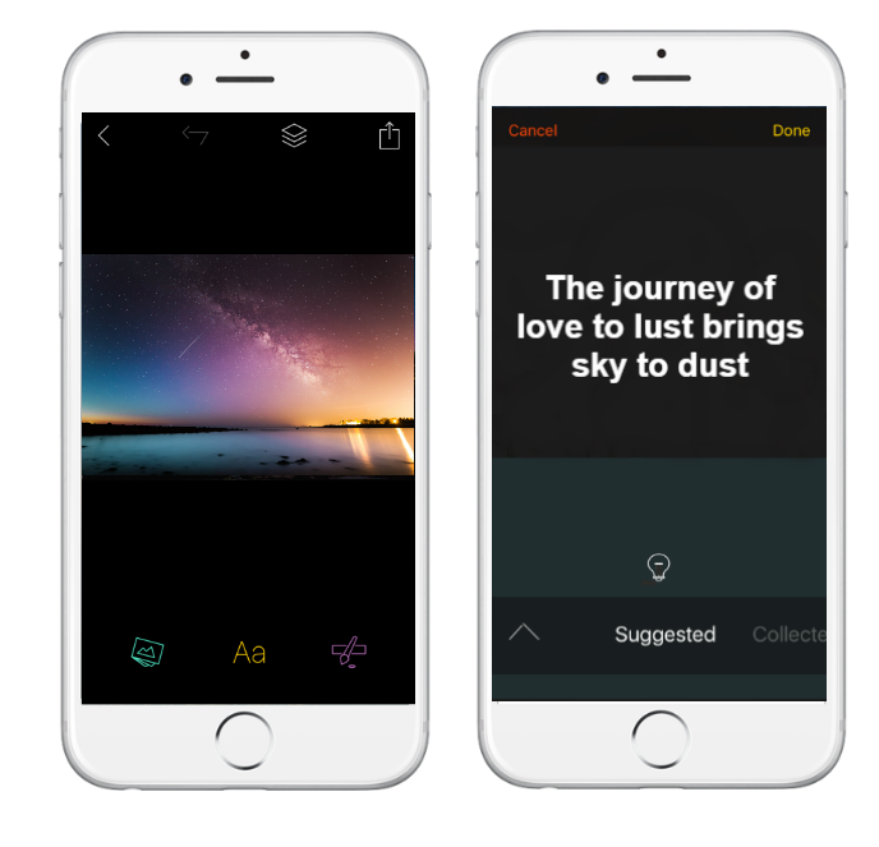 Aa
Cancel
Done
The journey of
love to lust brings
sky to dust
Suggested
Collecte